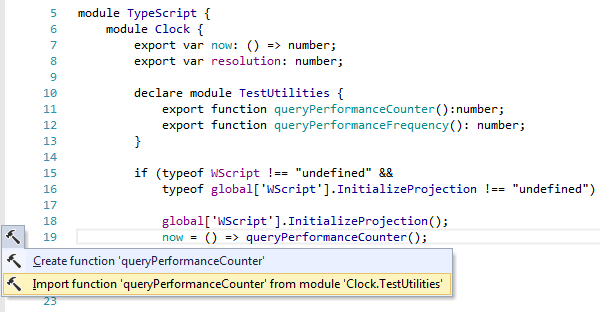 5 module TypeScript {
6 module Clock {
7 export var now: () => number;
8 export var resolution: number;
9
10 declare module TestUtilities {
11 export function queryPerformanceCounter():number;
12 export function queryPerformanceFrequency(): number;
13 }
14
15 if (typeof WScript !== "undefined" &&
16 typeof global['WScript'].InitializeProjection !== "undefined")
17
18 global['WScript'].InitializeProjection();
19 now = () => queryPerformanceCounter();
Create function 'queryPerformanceCounter'
Import function 'queryPerformanceCounter' from module 'Clock.TestUtilities'
23